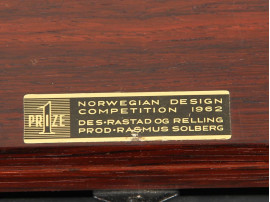 1
PRIZE
NORWEGIAN DESIGN
COMPETITION 1962
DES·RASTAD OG RELLING
PROD·RASMUS SOLBERG